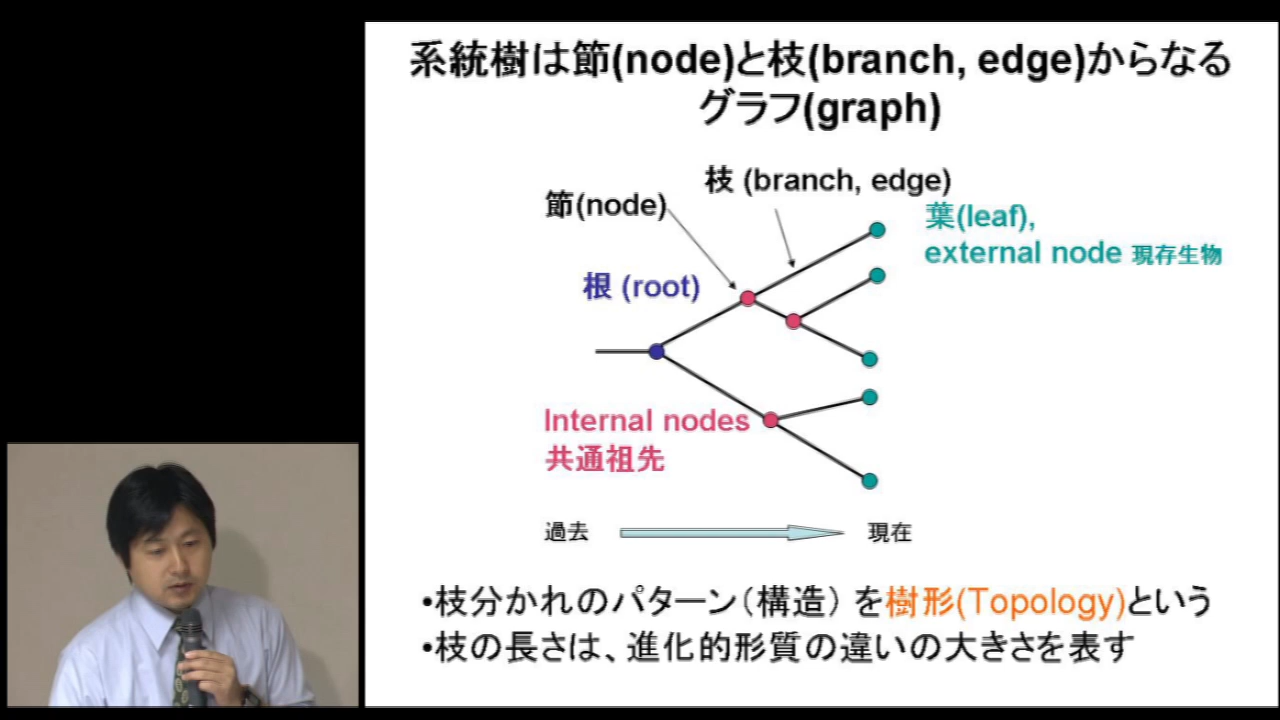 系統樹は節(node)と枝(branch, edge)からなる
グラフ(graph)
枝 (branch, edge)
節(node)
葉(leaf),
external node 現存生物
根 (root)
Internal nodes
共通祖先
過去
現在
•枝分かれのパターン（構造）を樹形(Topology)という
•枝の長さは、進化的形質の違いの大きさを表す